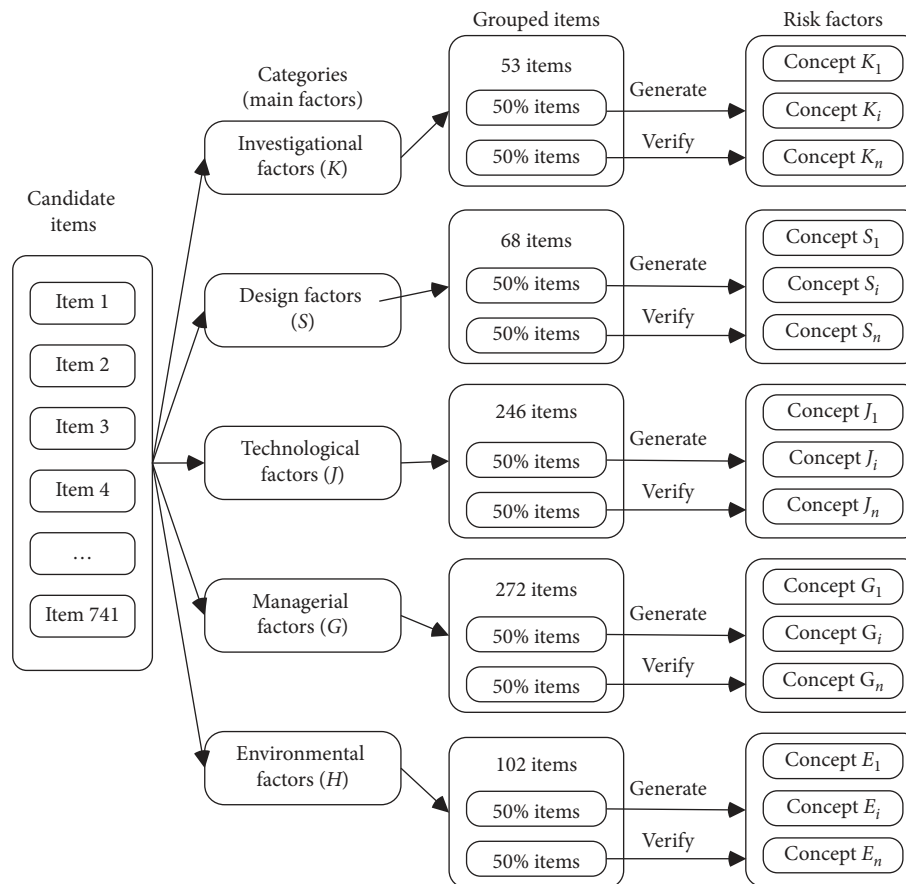 Candidate
items
Item 1
Item 2
Item 3
Item 4
…
Item 741
Categories
(main factors)
Investigational
factors (K)
Design factors
(S)
Technological
factors (J)
Managerial
factors (G)
Environmental
factors (H)
Grouped items
53 items
50% items
50% items
Generate
Verify
68 items
50% items
50% items
Generate
Verify
246 items
50% items
50% items
Generate
Verify
272 items
50% items
50% items
Generate
Verify
102 items
50% items
50% items
Generate
Verify
Risk factors
Concept K1
Concept Ki
Concept Kn
Concept S1
Concept Si
Concept Sn
Concept J1
Concept Ji
Concept Jn
Concept G1
Concept Gi
Concept Gn
Concept E1
Concept Ei
Concept En